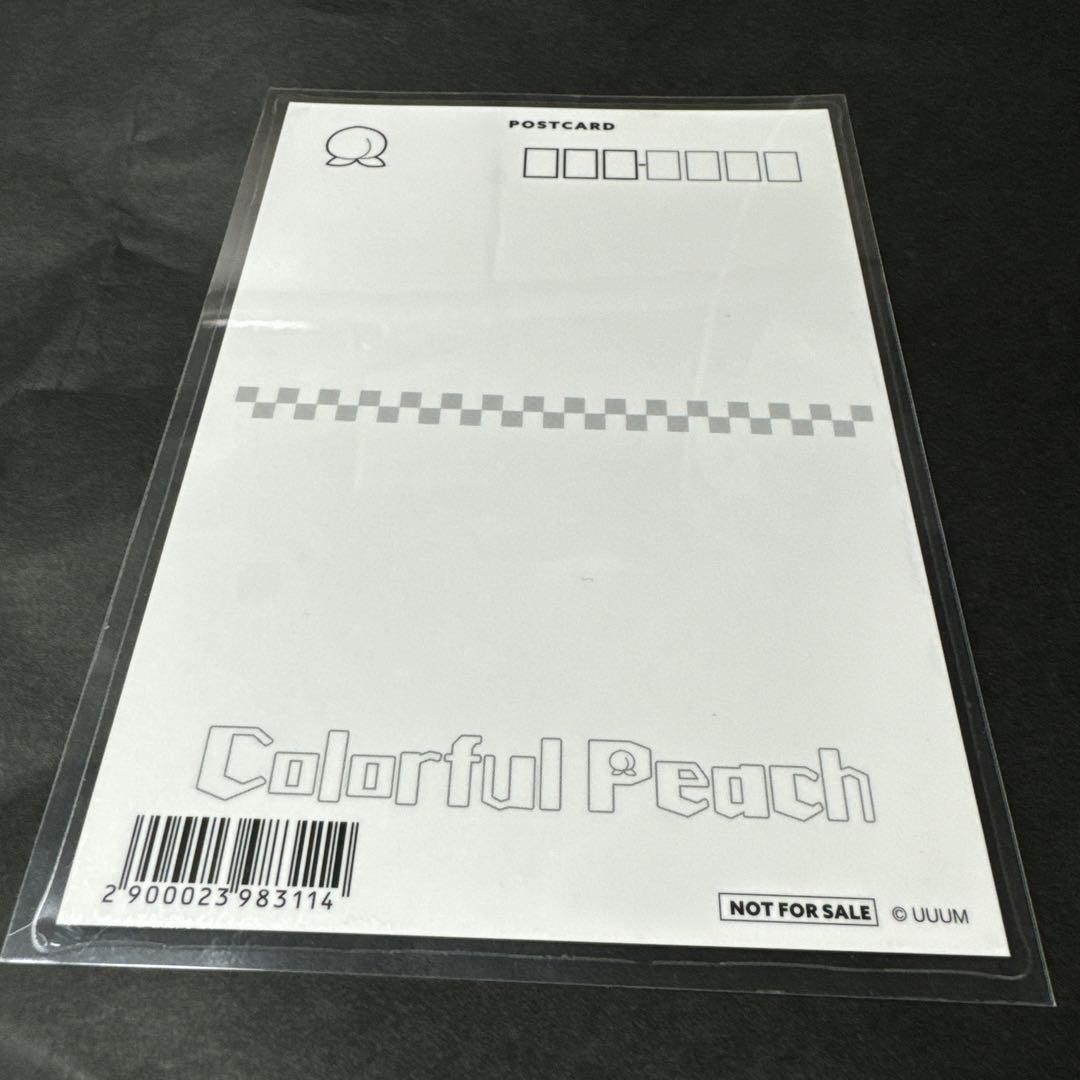 POSTCARD
Colorful Peach
2 900023 983114
NOT FOR SALE © UUUM